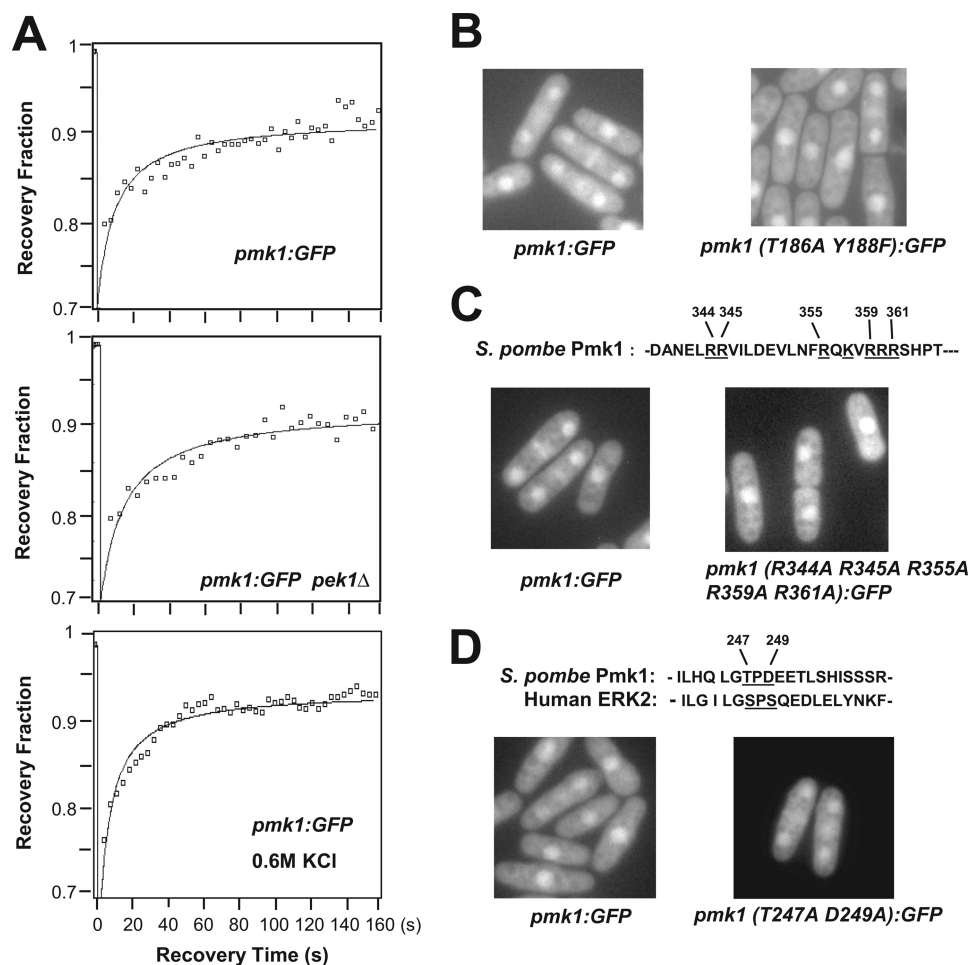 A
1
0.9
0.8
0.7
Recovery Fraction
pmk1:GFP
1
0.9
0.8
0.7
Recovery Fraction
pmk1:GFP pek1Δ
1
0.9
0.8
0.7
Recovery Fraction
pmk1:GFP
0.6M KCl
0 20 40 60 80 100 120 140 160 (s)
Recovery Time (s)
B
pmk1:GFP
pmk1 (T186A Y188F):GFP
C
344 345 355 359 361
S. pombe Pmk1 : -DANELRRVILDEVLNFRQKVRRRSHPT---
pmk1:GFP
pmk1 (R344A R345A R355A
R359A R361A):GFP
D
247 249
S. pombe Pmk1: - ILHQ LGTPDEETLSHISSSR-
Human ERK2: - ILG I LGSPSQEDLELYNKF-
pmk1:GFP
pmk1 (T247A D249A):GFP